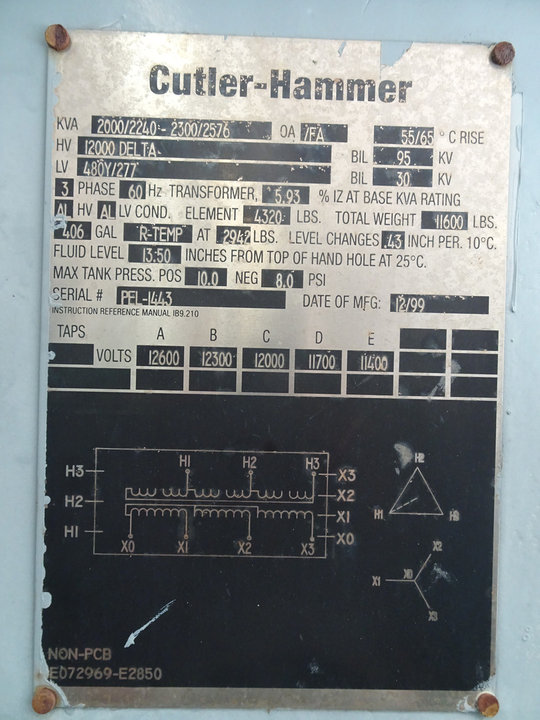 Cutler-Hammer
KVA 2000/2240 - 2300/2576 OA /FA 55/65 °C RISE
HV 12000 DELTA BIL 95 KV
LV 480Y/277 BIL 30 KV
3 PHASE 60 Hz TRANSFORMER, 5.93 % IZ AT BASE KVA RATING
AL HV AL LV COND. ELEMENT 4320 LBS. TOTAL WEIGHT 11600 LBS.
406 GAL R-TEMP AT 2942 LBS. LEVEL CHANGES .43 INCH PER. 10°C.
FLUID LEVEL 13.50 INCHES FROM TOP OF HAND HOLE AT 25°C.
MAX TANK PRESS. POS 10.0 NEG 8.0 PSI
SERIAL # PEL-1443 DATE OF MFG: 12/99
INSTRUCTION REFERENCE MANUAL IB9.210
TAPS A B C D E
VOLTS 12600 12300 12000 11700 11400
H3 H1 H2 H3 X3
H2 X2
X1
H1 X0 X1 X2 X3 X0
H2
H1 H3
X2
X1 X0
X3
NON-PCB
ED72969-E2850